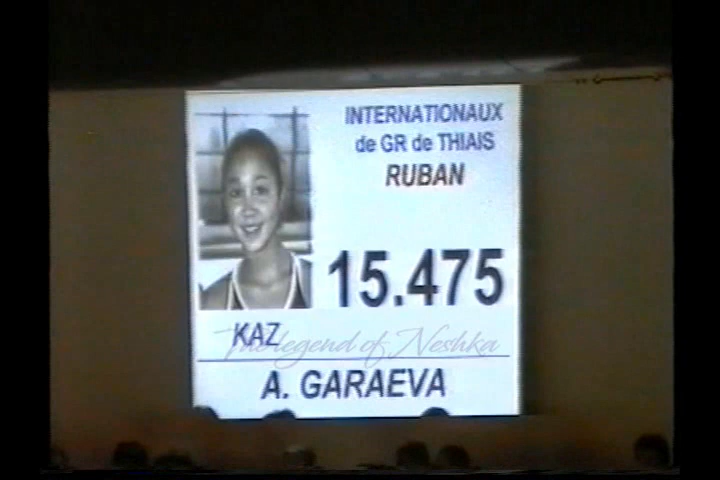 INTERNATIONAUX
de GR de THIAIS
RUBAN
15.475
KAZ
The legend of Neshka
A. GARAEVA